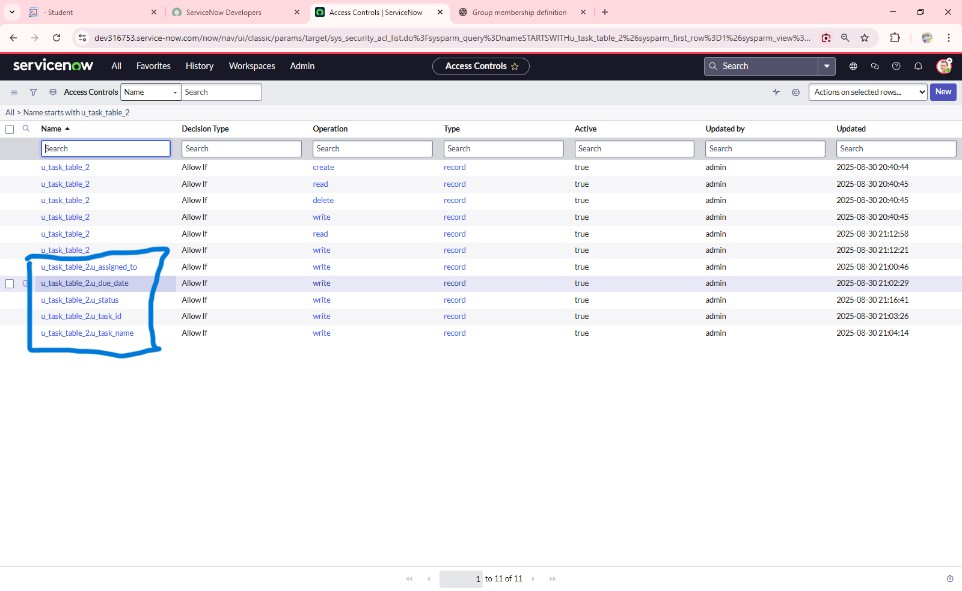 - Student
ServiceNow Developers
Access Controls | ServiceNow
Group membership definition
dev316753.service-now.com/now/nav/ui/classic/params/target/sys_security_acl_list.do%3Fsysparm_query%3DnameSTARTSWITHu_task_table_2%26sysparm_first_row%3D1%26sysparm_view%3...
servicenow All Favorites History Workspaces Admin Access Controls Search
Access Controls Name Search Actions on selected rows... New
All > Name starts with u_task_table_2
Name Decision Type Operation Type Active Updated by Updated
Search Search Search Search Search Search Search
u_task_table_2 Allow If create record true admin 2025-08-30 20:40:44
u_task_table_2 Allow If read record true admin 2025-08-30 20:40:45
u_task_table_2 Allow If delete record true admin 2025-08-30 20:40:45
u_task_table_2 Allow If write record true admin 2025-08-30 20:40:45
u_task_table_2 Allow If read record true admin 2025-08-30 21:12:58
u_task_table_2 Allow If write record true admin 2025-08-30 21:12:21
u_task_table_2.u_assigned_to Allow If write record true admin 2025-08-30 21:00:46
u_task_table_2.u_due_date Allow If write record true admin 2025-08-30 21:02:29
u_task_table_2.u_status Allow If write record true admin 2025-08-30 21:16:41
u_task_table_2.u_task_id Allow If write record true admin 2025-08-30 21:03:26
u_task_table_2.u_task_name Allow If write record true admin 2025-08-30 21:04:14
1 to 11 of 11